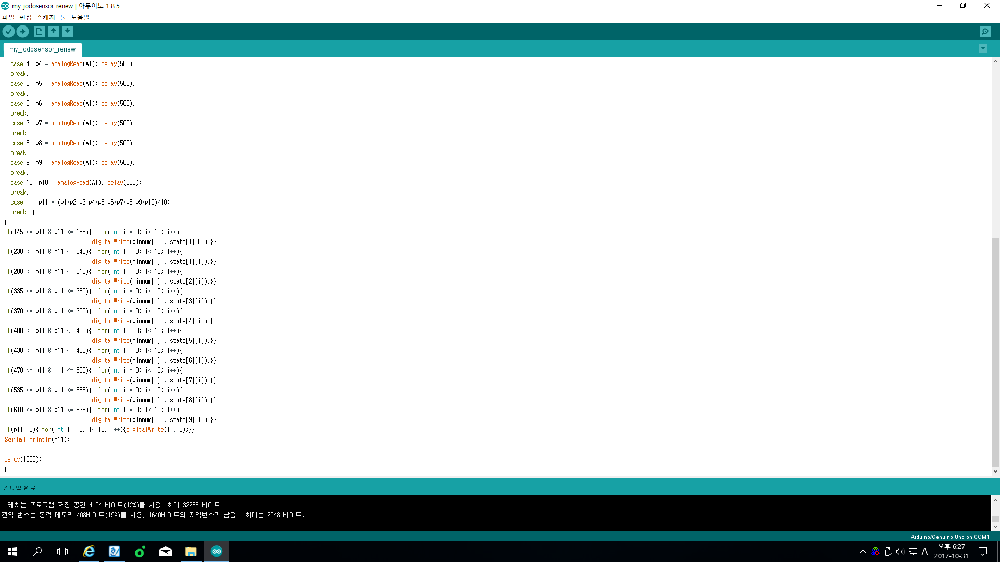 my_jodosensor_renew | 아두이노 1.8.5
파일 편집 스케치 툴 도움말
my_jodosensor_renew
case 4: p4 = analogRead(A1); delay(500);
break;
case 5: p5 = analogRead(A1); delay(500);
break;
case 6: p6 = analogRead(A1); delay(500);
break;
case 7: p7 = analogRead(A1); delay(500);
break;
case 8: p8 = analogRead(A1); delay(500);
break;
case 9: p9 = analogRead(A1); delay(500);
break;
case 10: p10 = analogRead(A1); delay(500);
break;
case 11: p11 = (p1+p2+p3+p4+p5+p6+p7+p8+p9+p10)/10;
break; }
}
if(145 <= p11 & p11 <= 155){  for(int i = 0; i< 10; i++){
digitalWrite(pinnum[i] , state[i][0]);}}
if(230 <= p11 & p11 <= 245){  for(int i = 0; i< 10; i++){
digitalWrite(pinnum[i] , state[1][i]);}}
if(280 <= p11 & p11 <= 310){  for(int i = 0; i< 10; i++){
digitalWrite(pinnum[i] , state[2][i]);}}
if(335 <= p11 & p11 <= 350){  for(int i = 0; i< 10; i++){
digitalWrite(pinnum[i] , state[3][i]);}}
if(370 <= p11 & p11 <= 390){  for(int i = 0; i< 10; i++){
digitalWrite(pinnum[i] , state[4][i]);}}
if(400 <= p11 & p11 <= 425){  for(int i = 0; i< 10; i++){
digitalWrite(pinnum[i] , state[5][i]);}}
if(430 <= p11 & p11 <= 455){  for(int i = 0; i< 10; i++){
digitalWrite(pinnum[i] , state[6][i]);}}
if(470 <= p11 & p11 <= 500){  for(int i = 0; i< 10; i++){
digitalWrite(pinnum[i] , state[7][i]);}}
if(535 <= p11 & p11 <= 565){  for(int i = 0; i< 10; i++){
digitalWrite(pinnum[i] , state[8][i]);}}
if(610 <= p11 & p11 <= 635){  for(int i = 0; i< 10; i++){
digitalWrite(pinnum[i] , state[9][i]);}}
if(p11==0){ for(int i = 2; i< 13; i++){digitalWrite(i , 0);}}
Serial.println(p11);
delay(1000);
}
컴파일 완료.
스케치는 프로그램 저장 공간 4104 바이트(12%)를 사용. 최대 32256 바이트.
전역 변수는 동적 메모리 408바이트(19%)를 사용, 1640바이트의 지역변수가 남음.  최대는 2048 바이트.
Arduino/Genuino Uno on COM1
A
오후 6:27
2017-10-31